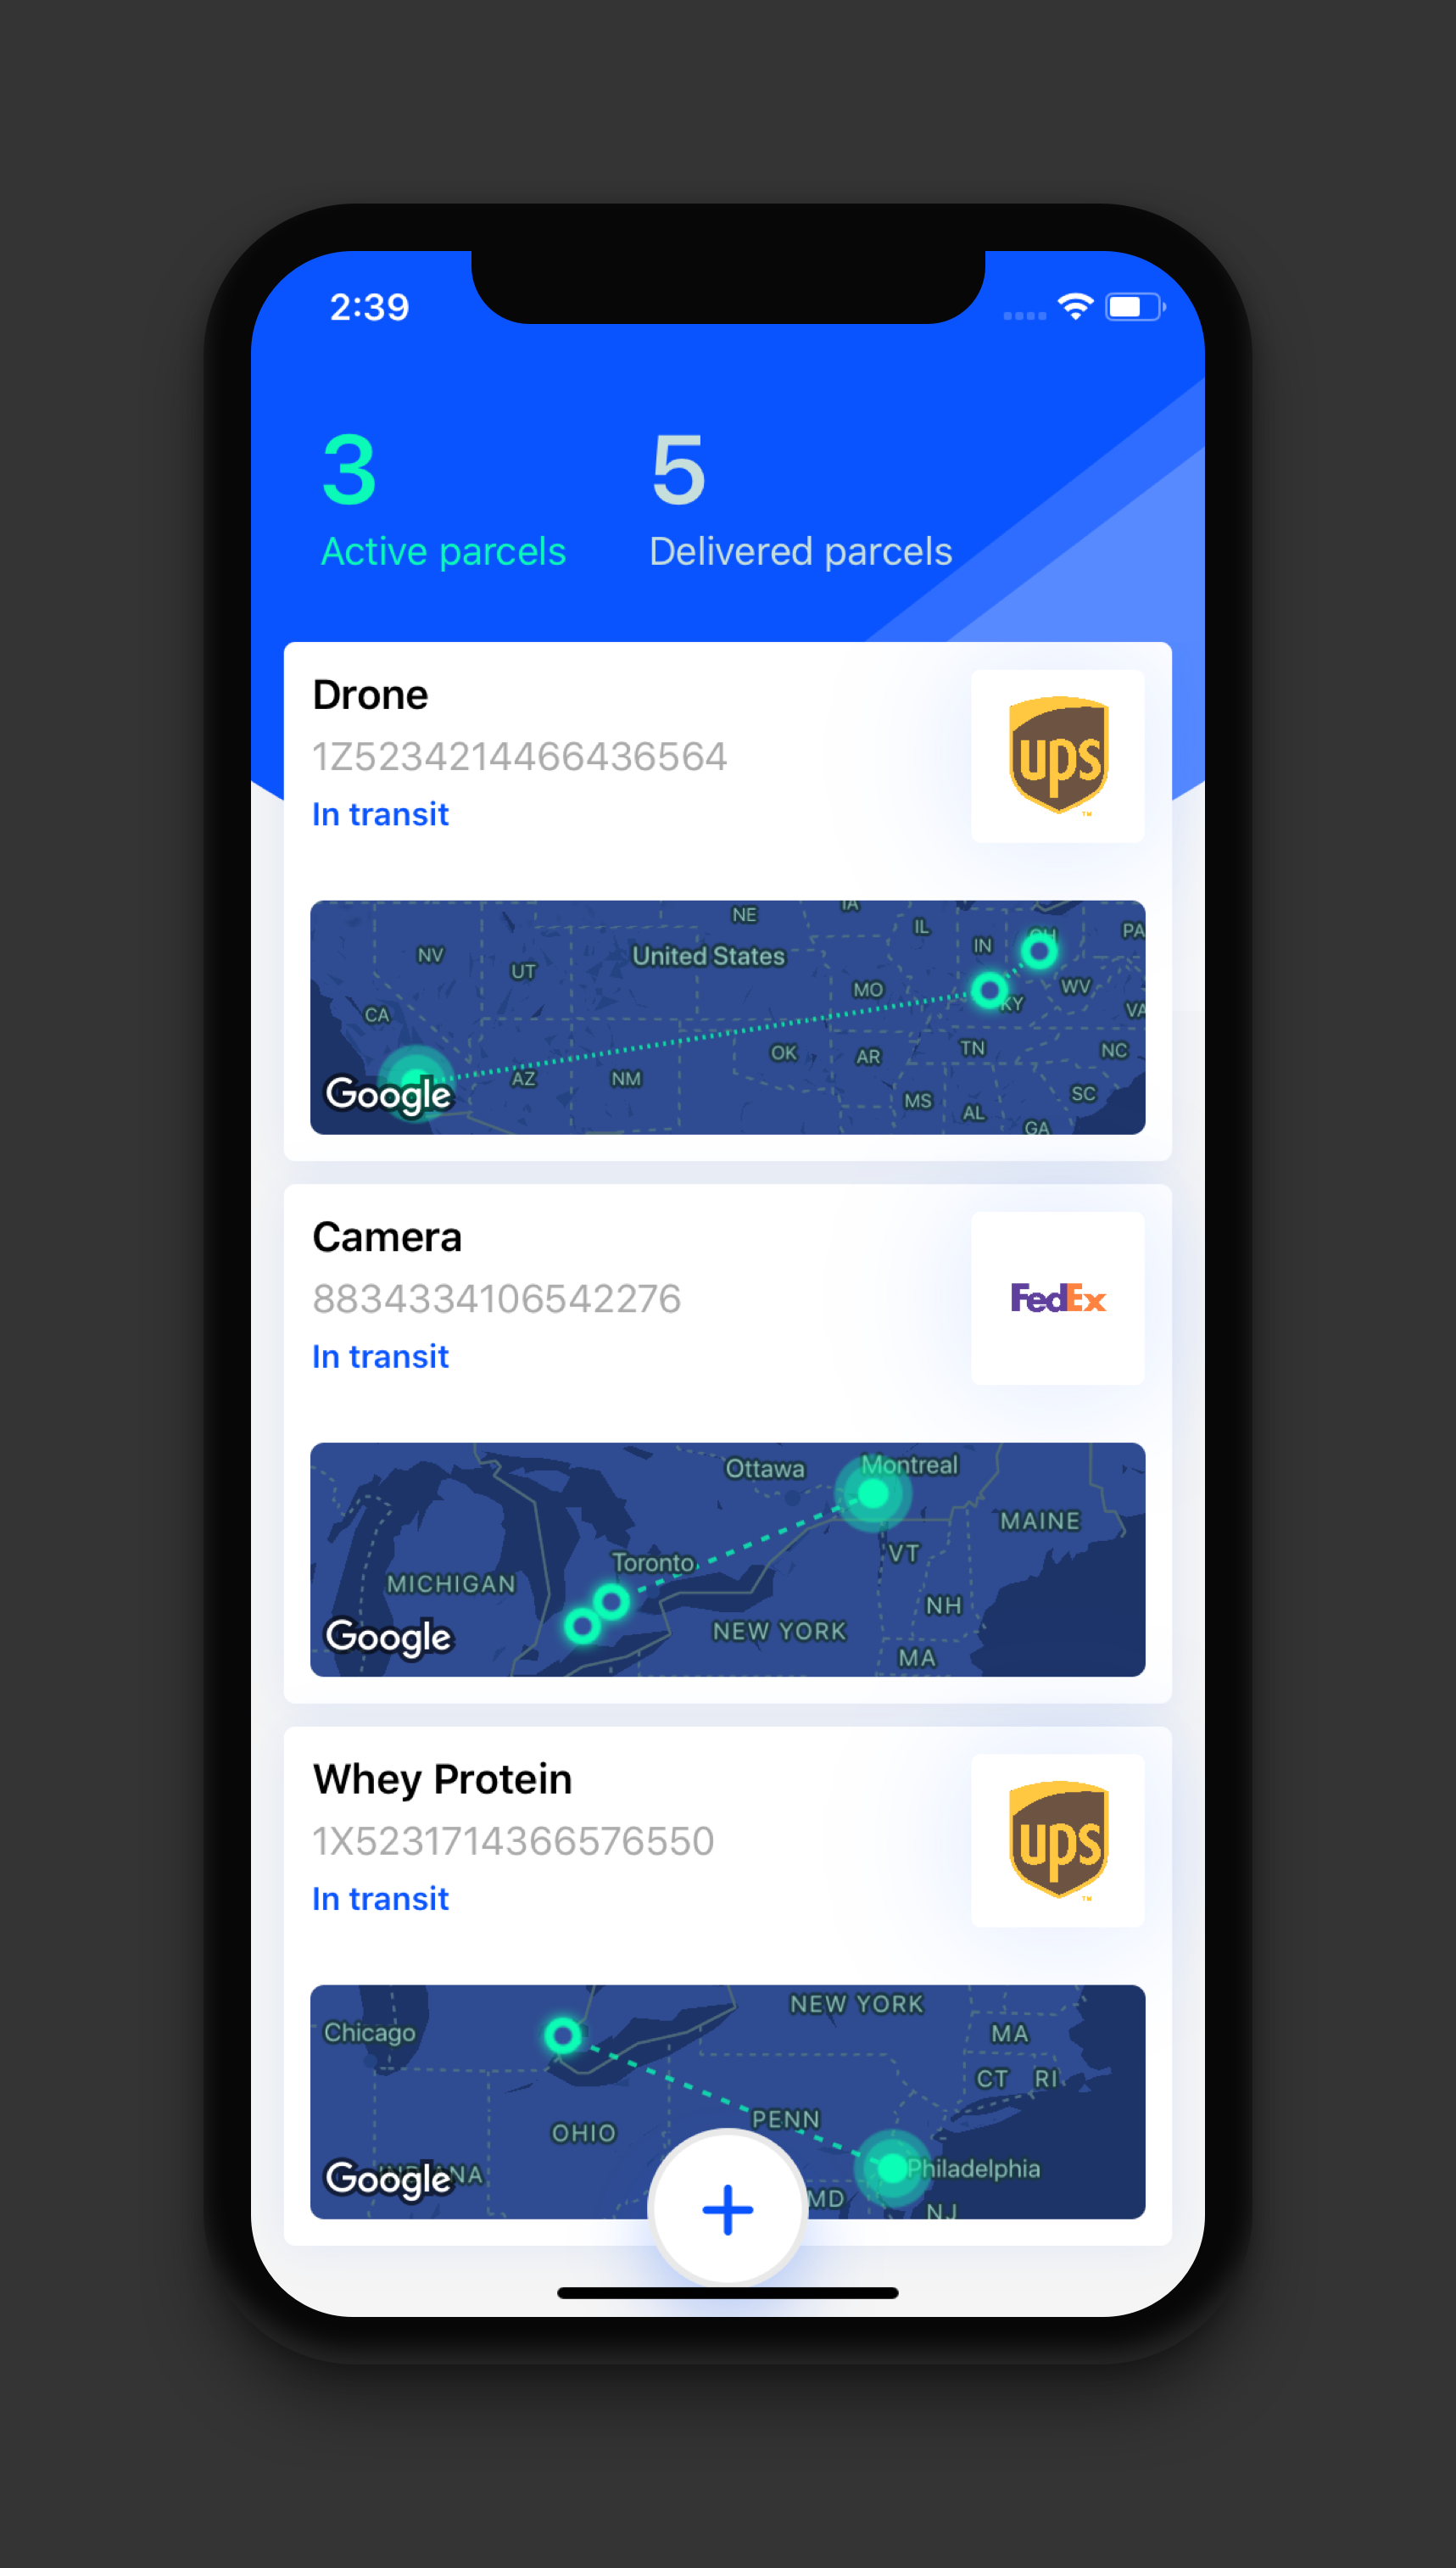 2:39
3
5
Active parcels
Delivered parcels
Drone
1Z5234214466436564
In transit
ups
TM
NE
IA
IL
IN
OH
PA
NV
UT
United States
MO
KY
WV
VA
CA
OK
AR
TN
NC
AZ
NM
MS
AL
SC
GA
Google
Camera
8834334106542276
In transit
FedEx
Ottawa
Montreal
MAINE
VT
Toronto
MICHIGAN
NH
NEW YORK
MA
Google
Whey Protein
1X5231714366576550
In transit
ups
TM
NEW YORK
Chicago
MA
CT
RI
PENN
OHIO
Philadelphia
INDIANA
MD
NJ
Google
+